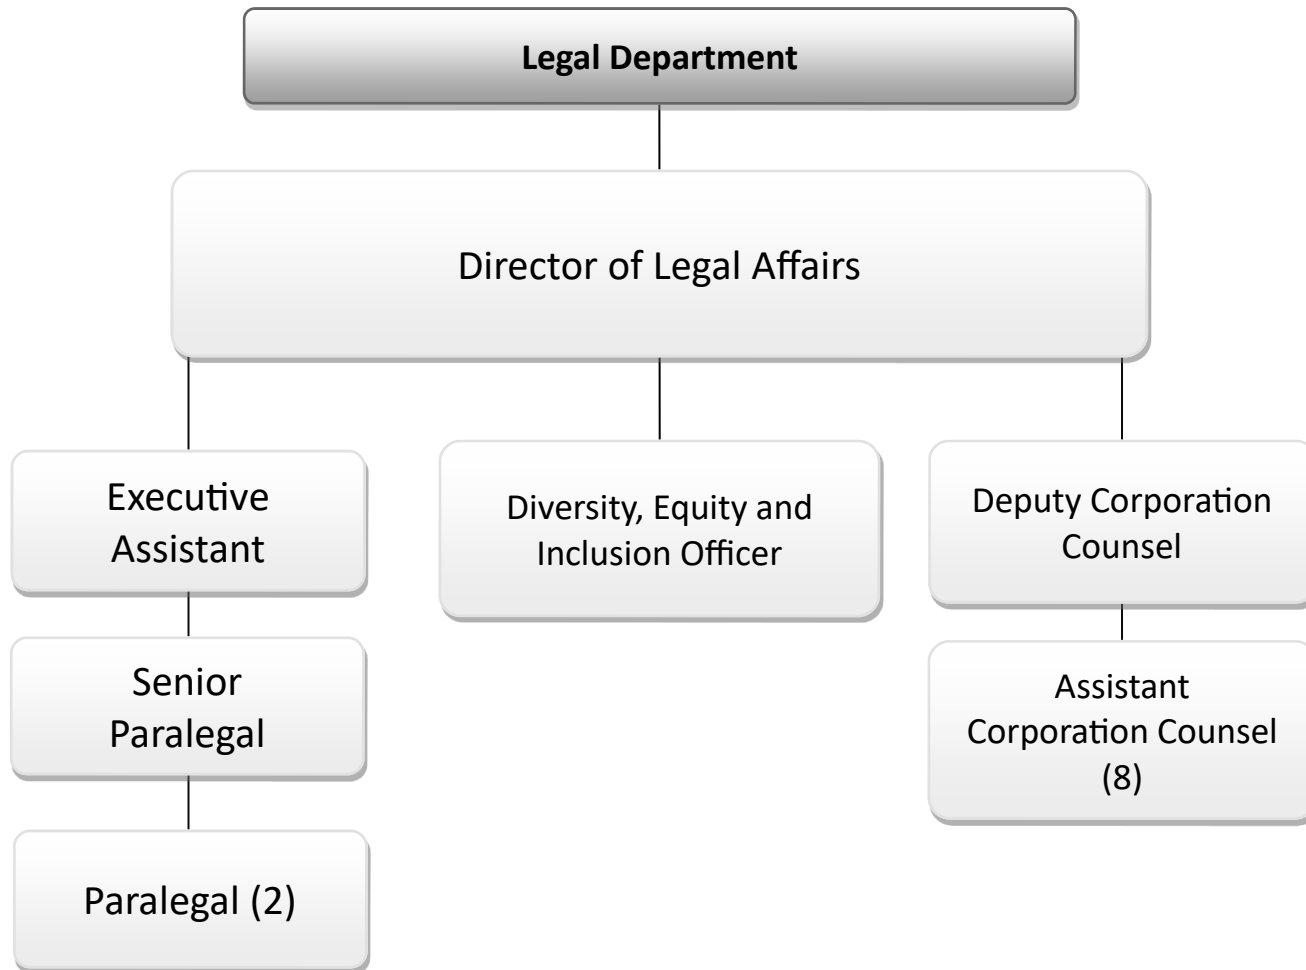 Legal Department
Director of Legal Affairs
Executive
Assistant
Diversity, Equity and
Inclusion Officer
Deputy Corporation
Counsel
Senior
Paralegal
Assistant
Corporation Counsel
(8)
Paralegal (2)